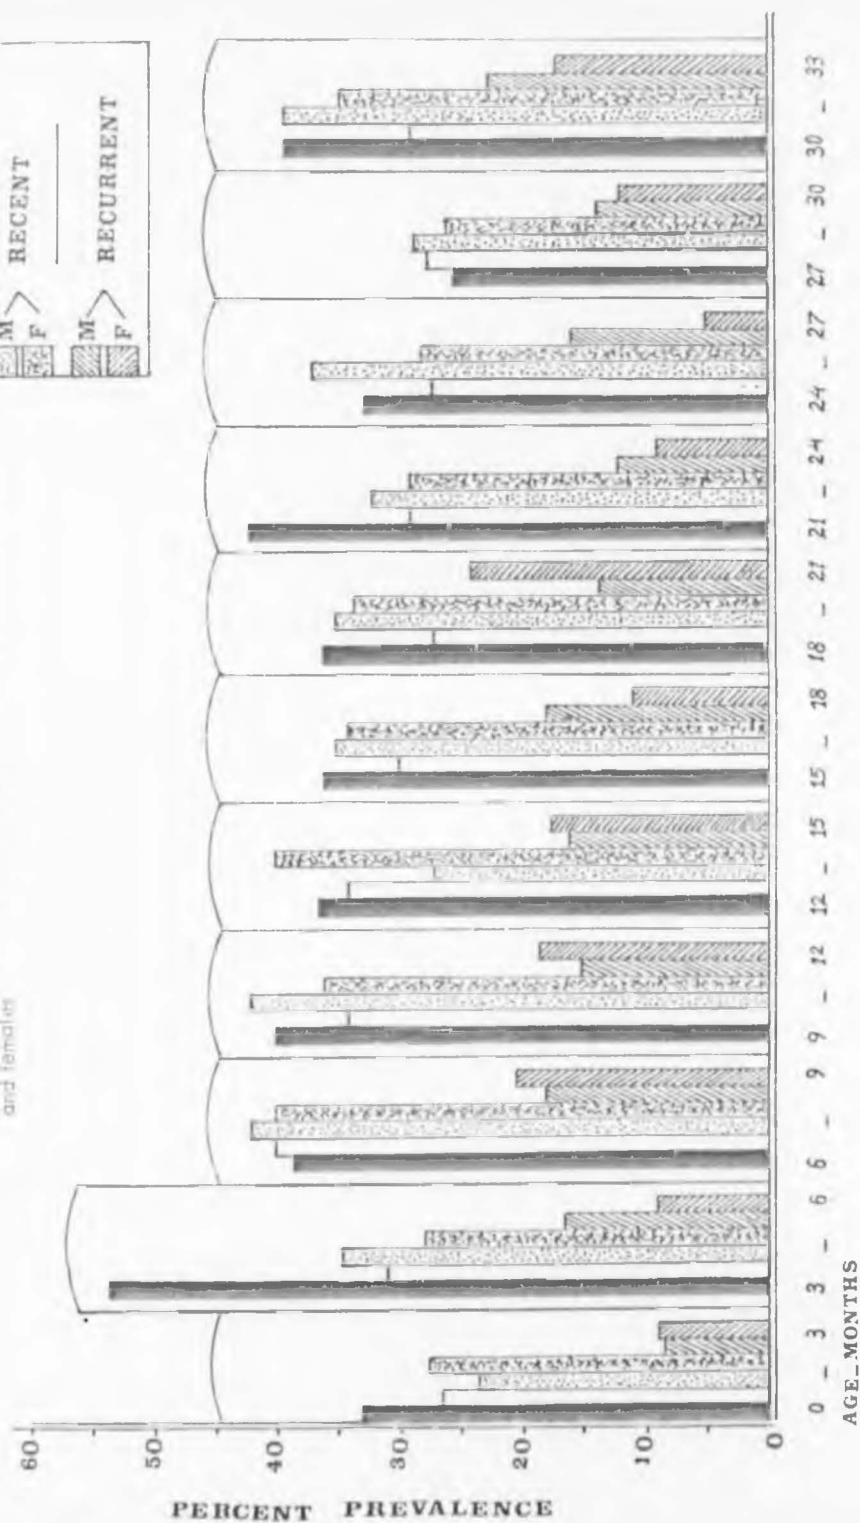 M
F > RECENT
M
F > RECURRENT
and females
PERCENT PREVALENCE
60
50
40
30
20
10
0
0 – 3
3 – 6
6 – 9
9 – 12
12 – 15
15 – 18
18 – 21
21 – 24
24 – 27
27 – 30
30 – 33
AGE_MONTHS